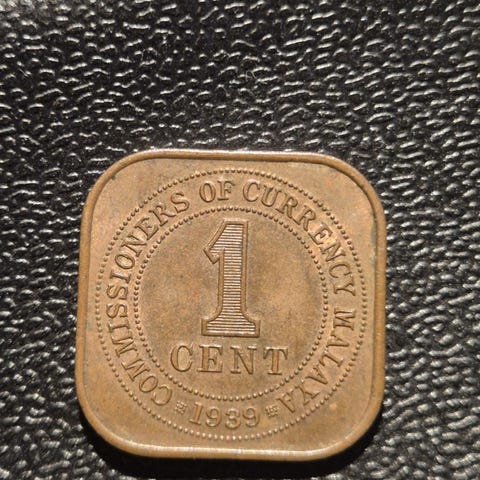 COMMISSIONERS OF CURRENCY MALAYA
1
CENT
1939